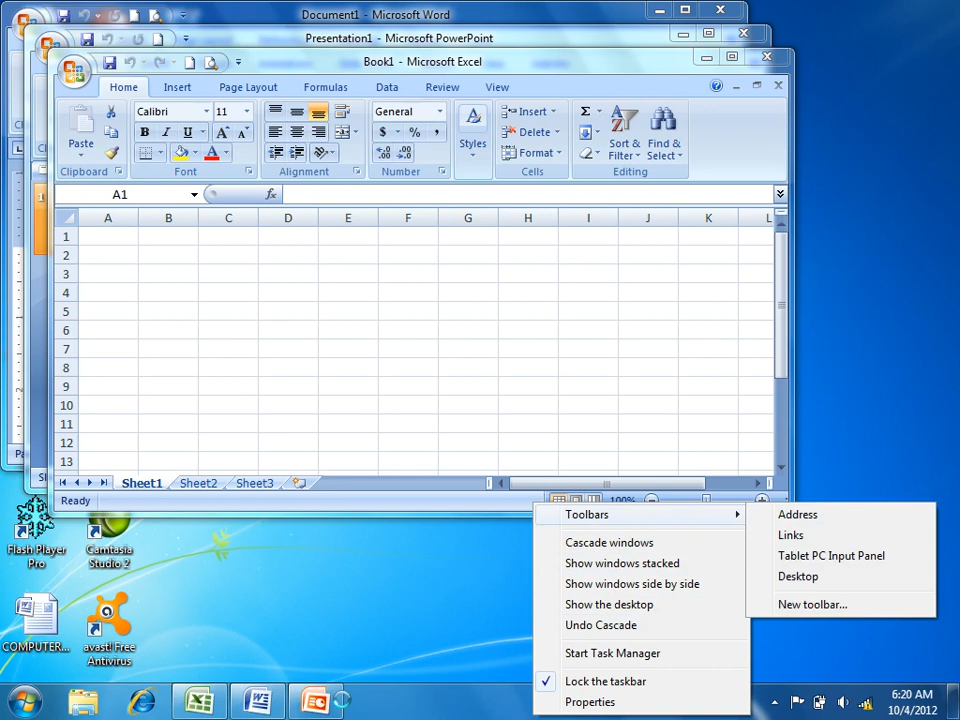 Document1 - Microsoft Word
Presentation1 - Microsoft PowerPoint
Book1 - Microsoft Excel
Home Insert Page Layout Formulas Data Review View
Calibri 11 General
Insert
B I U A A $ % , Delete
Paste Styles Sort & Find &
A Format Filter Select
Clipboard Font Alignment Number Cells Editing
A1 fx
A B C D E F G H I J K L
1
2
3
4
5
6
7
8
9
10
11
12
13
Sheet1 Sheet2 Sheet3
Ready 100%
Toolbars
Cascade windows
Show windows stacked
Show windows side by side
Show the desktop
Undo Cascade
Start Task Manager
Lock the taskbar
Properties
Address
Links
Tablet PC Input Panel
Desktop
New toolbar...
Flash Player
Pro
Camtasia
Studio 2
COMPUTER...
avast! Free
Antivirus
6:20 AM
10/4/2012